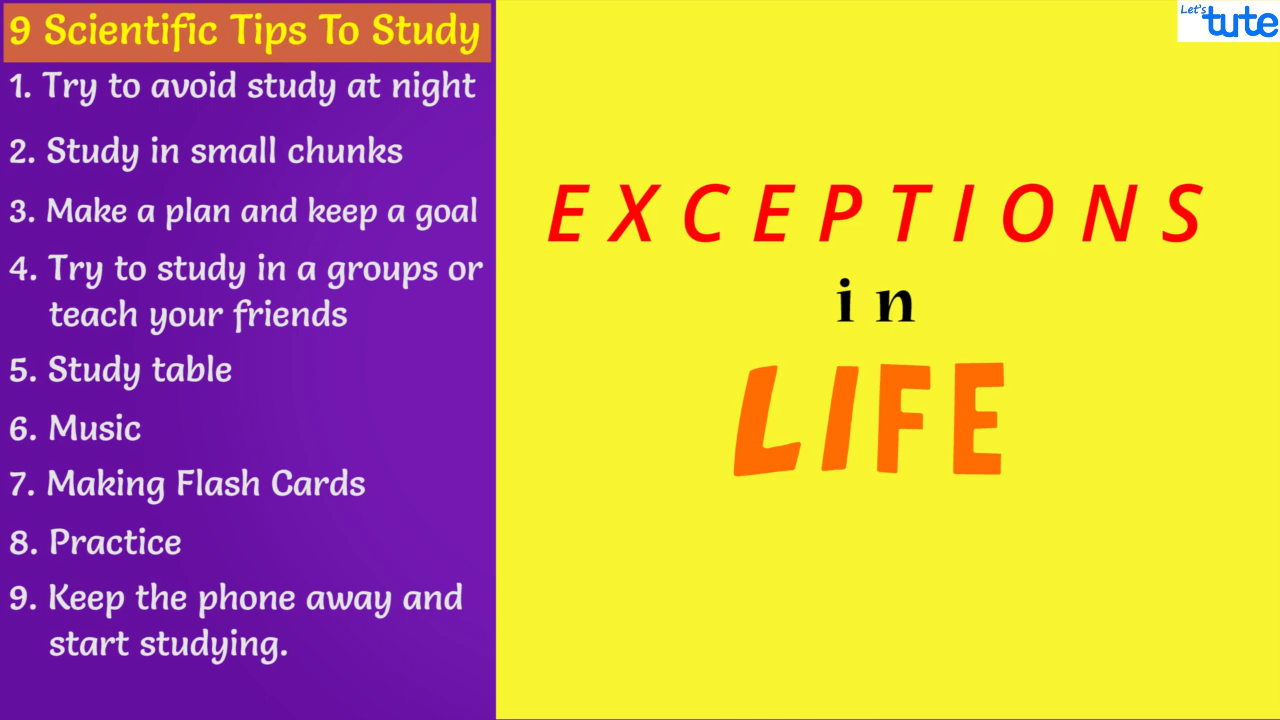 9 Scientific Tips To Study
1. Try to avoid study at night
2. Study in small chunks
3. Make a plan and keep a goal
4. Try to study in a groups or
teach your friends
5. Study table
6. Music
7. Making Flash Cards
8. Practice
9. Keep the phone away and
start studying.
Let's
tute
EXCEPTIONS
in
LIFE